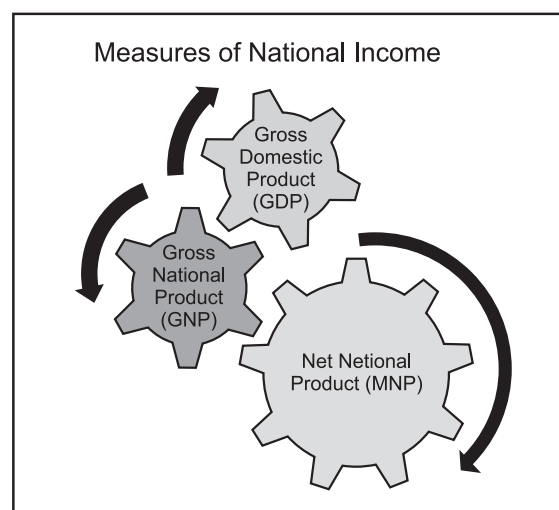 Measures of National Income
Gross
Domestic
Product
(GDP)
Gross
National
Product
(GNP)
Net Netional
Product (MNP)